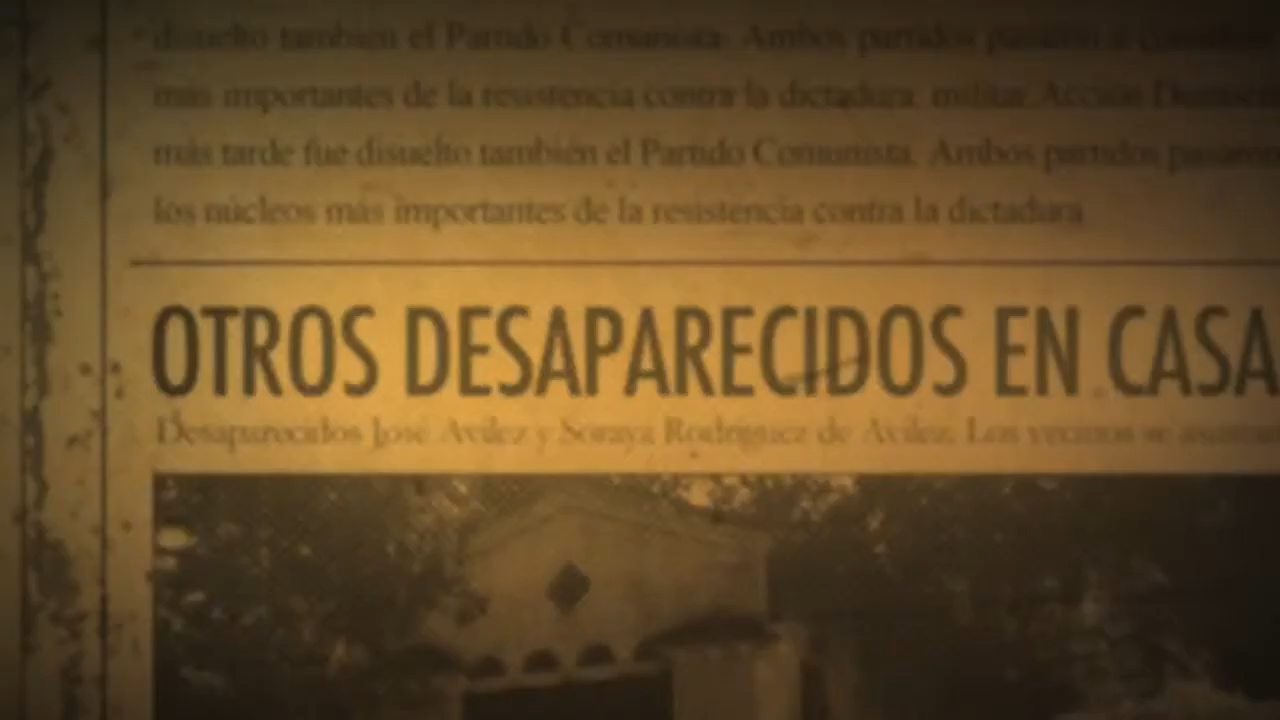 disuelto también el Partido Comunista. Ambos partidos pasaron a
más importantes de la resistencia contra la dictadura militar. Acción
más tarde fue disuelto también el Partido Comunista. Ambos partidos pasaron
los núcleos más importantes de la resistencia contra la dictadura
OTROS DESAPARECIDOS EN CASA
Desaparecidos José Avilez y Soraya Rodriguez de Avilez. Los vecinos se